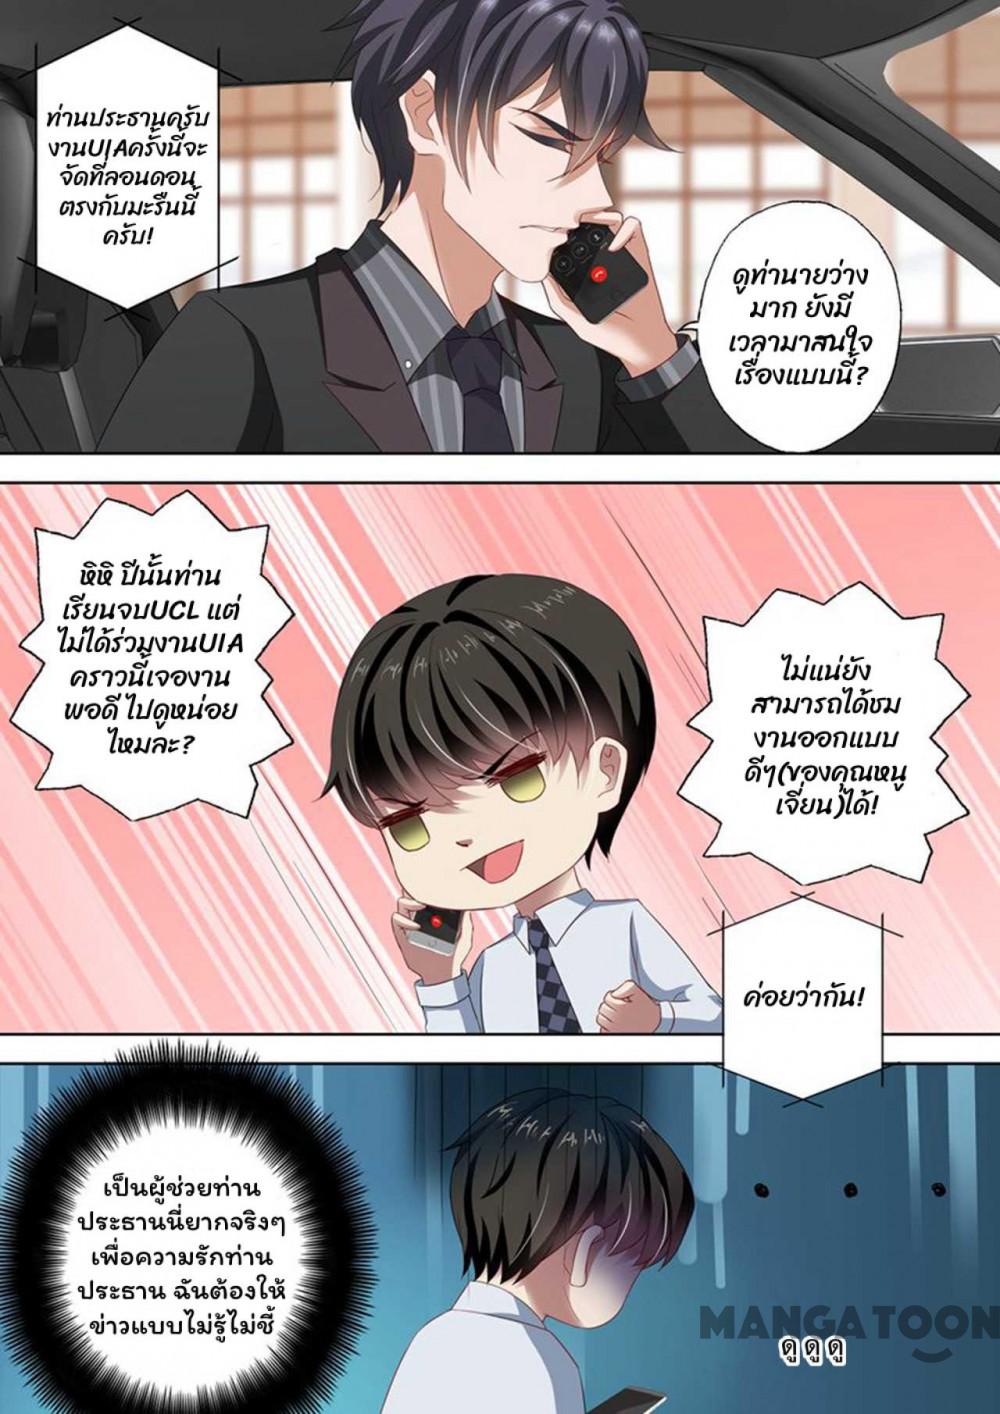 ท่านประธานครับ
งานUIAครั้งนี้จะ
จัดที่ลอนดอน
ตรงกับมะรืนนี้
ครับ!
ดูท่านายว่าง
มาก ยังมี
เวลามาสนใจ
เรื่องแบบนี้?
หิหิ ปีนั้นท่าน
เรียนจบUCL แต่
ไม่ได้ร่วมงานUIA
คราวนี้เจองาน
พอดี ไปดูหน่อย
ไหมละ?
ไม่แน่ยัง
สามารถได้ชม
งานออกแบบ
ดีๆ(ของคุณหนู
เจี่ยน)ได้!
ค่อยว่ากัน!
เป็นผู้ช่วยท่าน
ประธานนี่ยากจริงๆ
เพื่อความรักท่าน
ประธาน ฉันต้องให้
ข่าวแบบไม่รู้ไม่ชี้
MANGATOON
ดู ดู ดู